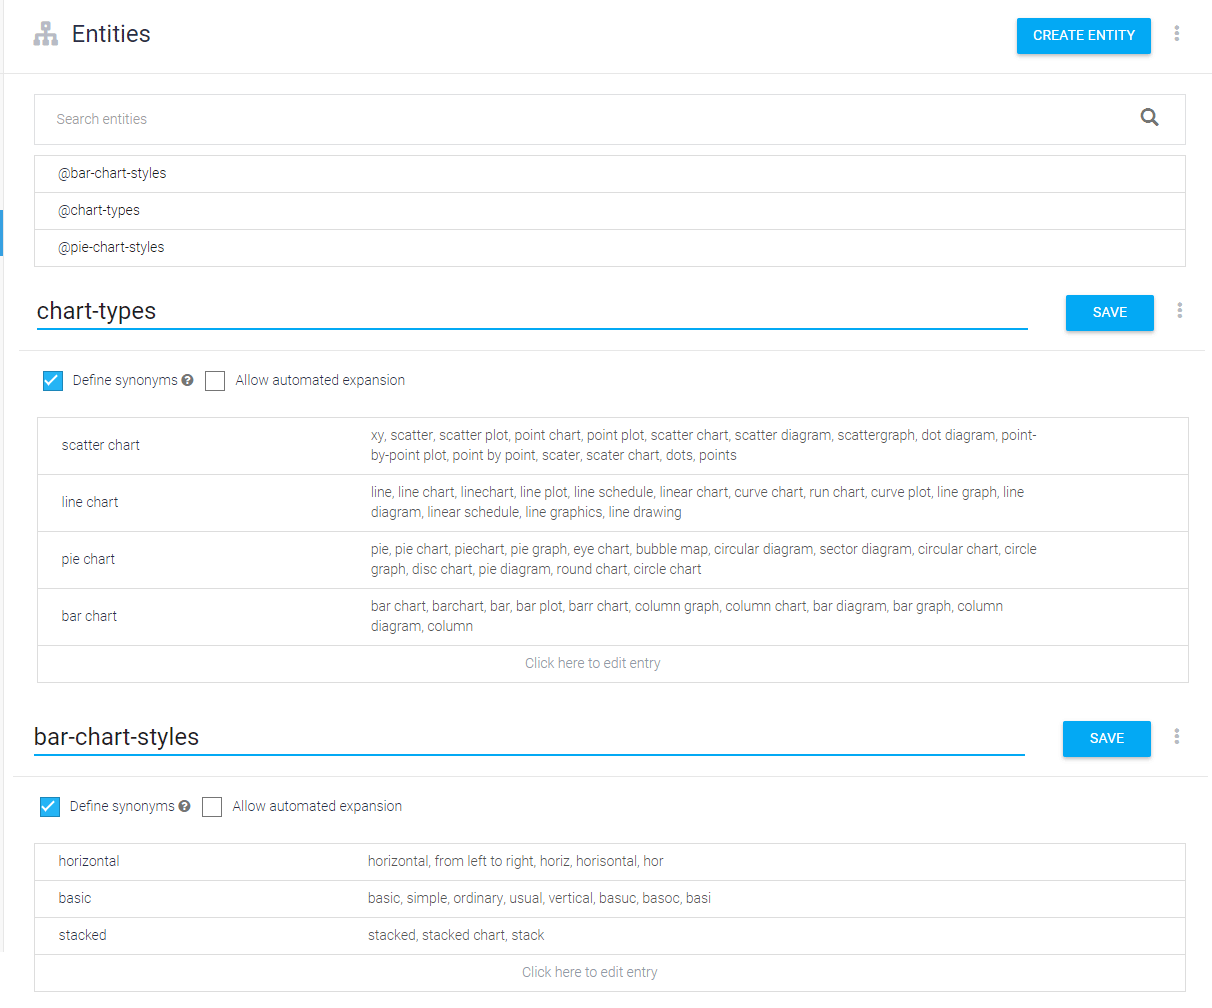 Entities
CREATE ENTITY
Search entities
@bar-chart-styles
@chart-types
@pie-chart-styles
chart-types
SAVE
Define synonyms ? Allow automated expansion
scatter chart
xy, scatter, scatter plot, point chart, point plot, scatter chart, scatter diagram, scattergraph, dot diagram, point-
by-point plot, point by point, scater, scater chart, dots, points
line chart
line, line chart, linechart, line plot, line schedule, linear chart, curve chart, run chart, curve plot, line graph, line
diagram, linear schedule, line graphics, line drawing
pie chart
pie, pie chart, piechart, pie graph, eye chart, bubble map, circular diagram, sector diagram, circular chart, circle
graph, disc chart, pie diagram, round chart, circle chart
bar chart
bar chart, barchart, bar, bar plot, barr chart, column graph, column chart, bar diagram, bar graph, column
diagram, column
Click here to edit entry
bar-chart-styles
SAVE
Define synonyms ? Allow automated expansion
horizontal
horizontal, from left to right, horiz, horisontal, hor
basic
basic, simple, ordinary, usual, vertical, basuc, basoc, basi
stacked
stacked, stacked chart, stack
Click here to edit entry